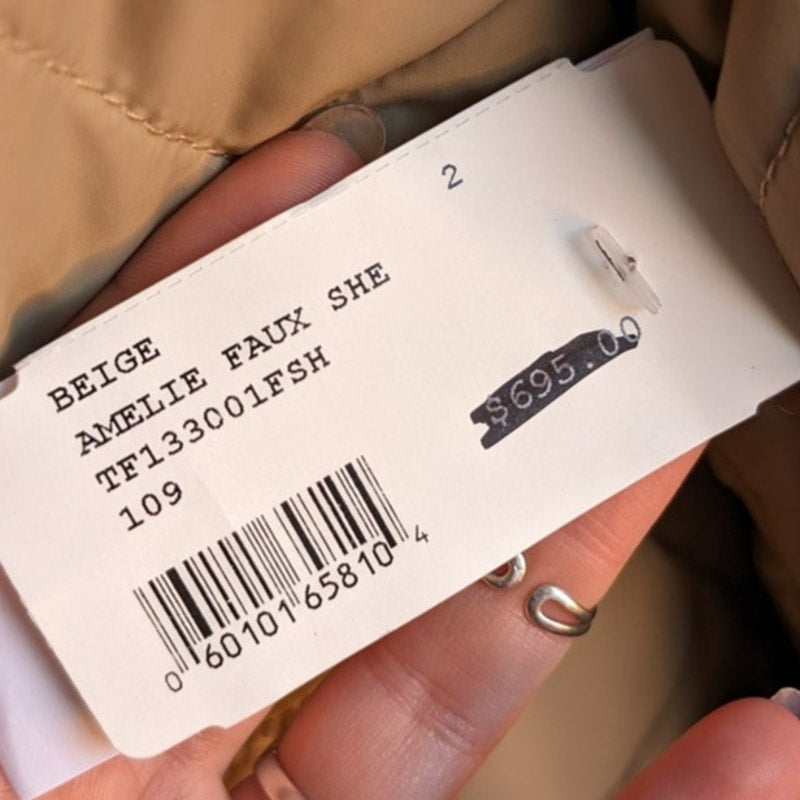 2
BEIGE
AMELIE FAUX SHE
TF133001FSH
109
$695.00
0 60101 65810 4